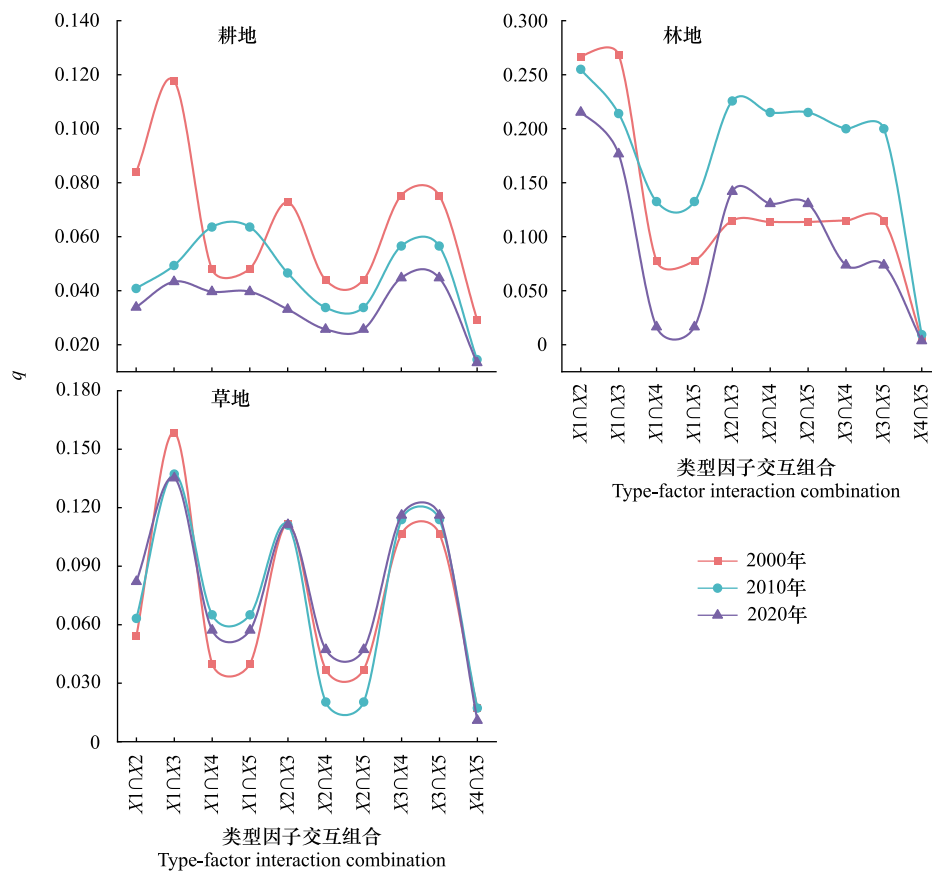 耕地
0.140
0.120
0.100
0.080
0.060
0.040
0.020
林地
0.300
0.250
0.200
0.150
0.100
0.050
0
X1∩X2
X1∩X3
X1∩X4
X1∩X5
X2∩X3
X2∩X4
X2∩X5
X3∩X4
X3∩X5
X4∩X5
类型因子交互组合
Type-factor interaction combination
q
草地
0.180
0.150
0.120
0.090
0.060
0.030
0
X1∩X2
X1∩X3
X1∩X4
X1∩X5
X2∩X3
X2∩X4
X2∩X5
X3∩X4
X3∩X5
X4∩X5
类型因子交互组合
Type-factor interaction combination
2000年
2010年
2020年